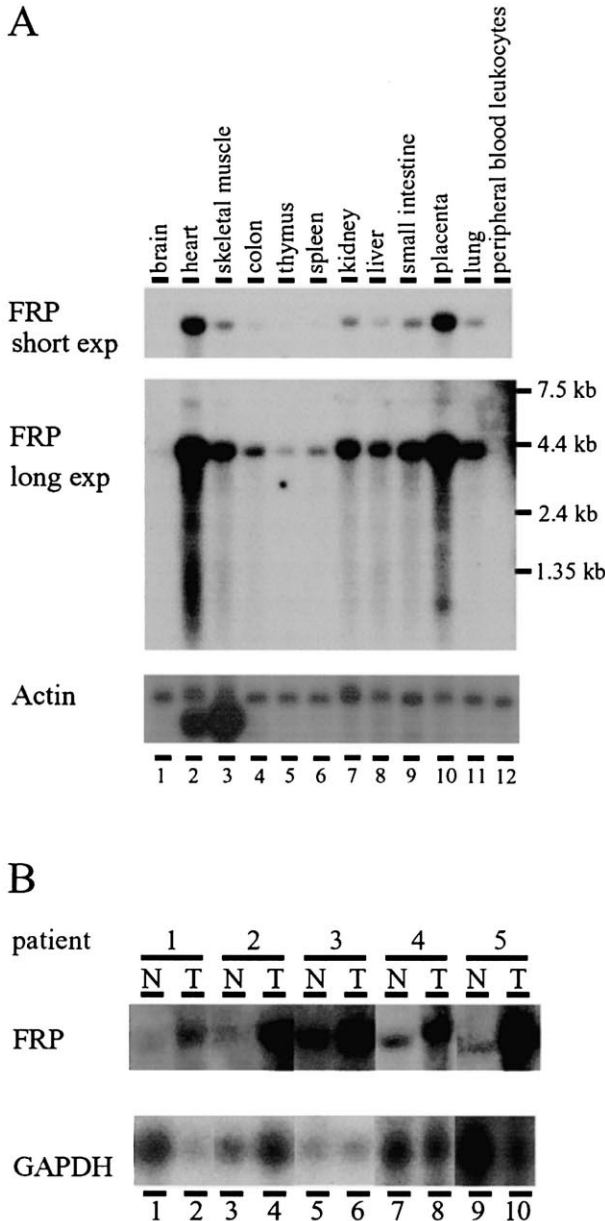 A
brain
heart
skeletal muscle
colon
thymus
spleen
kidney
liver
small intestine
placenta
lung
peripheral blood leukocytes
FRP
short exp
FRP
long exp
7.5 kb
4.4 kb
2.4 kb
1.35 kb
Actin
1 2 3 4 5 6 7 8 9 10 11 12
B
patient 1 2 3 4 5
N T N T N T N T N T
FRP
GAPDH
1 2 3 4 5 6 7 8 9 10